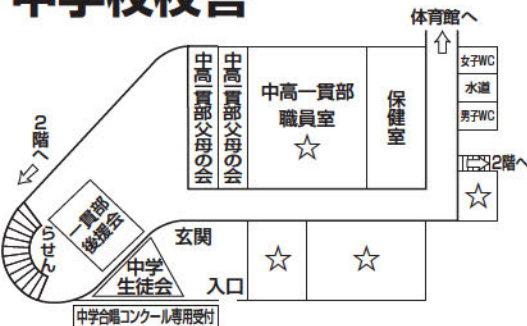 中学校校舎
体育館へ
中高一貫部父母の会
中高一貫部父母の会
中高一貫部
職員室
☆
保健室
女子WC
水道
男子WC
2階へ
☆
2階へ
らせん
一貫部
後援会
玄関
中学
生徒会
入口
☆
☆
中学合唱コンクール専用受付